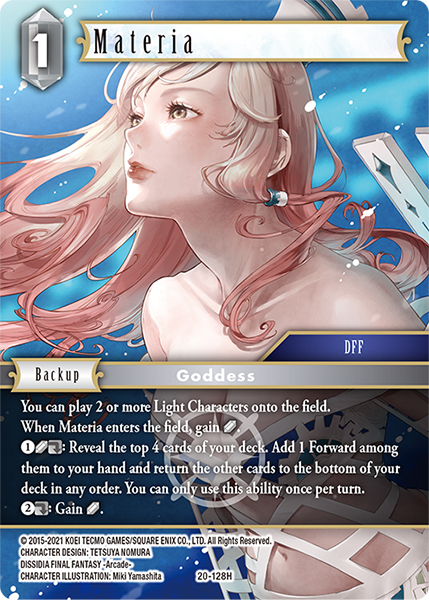 1
Materia
DFF
Backup
Goddess
You can play 2 or more Light Characters onto the field.
When Materia enters the field, gain .
1: Reveal the top 4 cards of your deck. Add 1 Forward among
them to your hand and return the other cards to the bottom of your
deck in any order. You can only use this ability once per turn.
2: Gain .
© 2015-2021 KOEI TECMO GAMES/SQUARE ENIX CO., LTD. All Rights Reserved.
CHARACTER DESIGN: TETSUYA NOMURA
DISSIDIA FINAL FANTASY -Arcade-
CHARACTER ILLUSTRATION: Miki Yamashita
20-128H